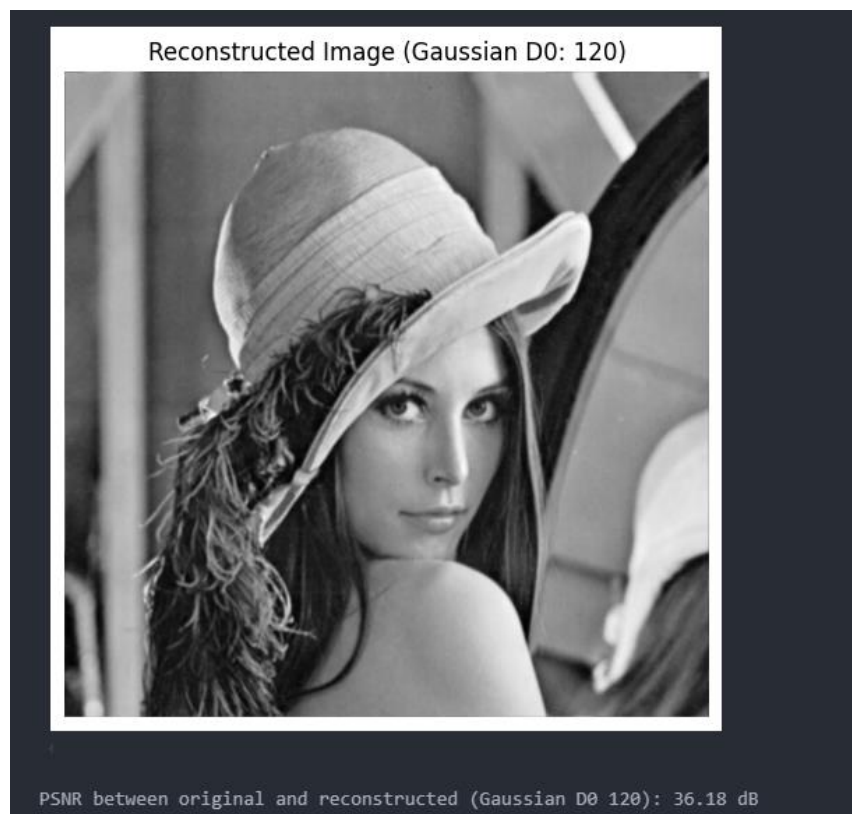 Reconstructed Image (Gaussian D0: 120)
PSNR between original and reconstructed (Gaussian D0 120): 36.18 dB